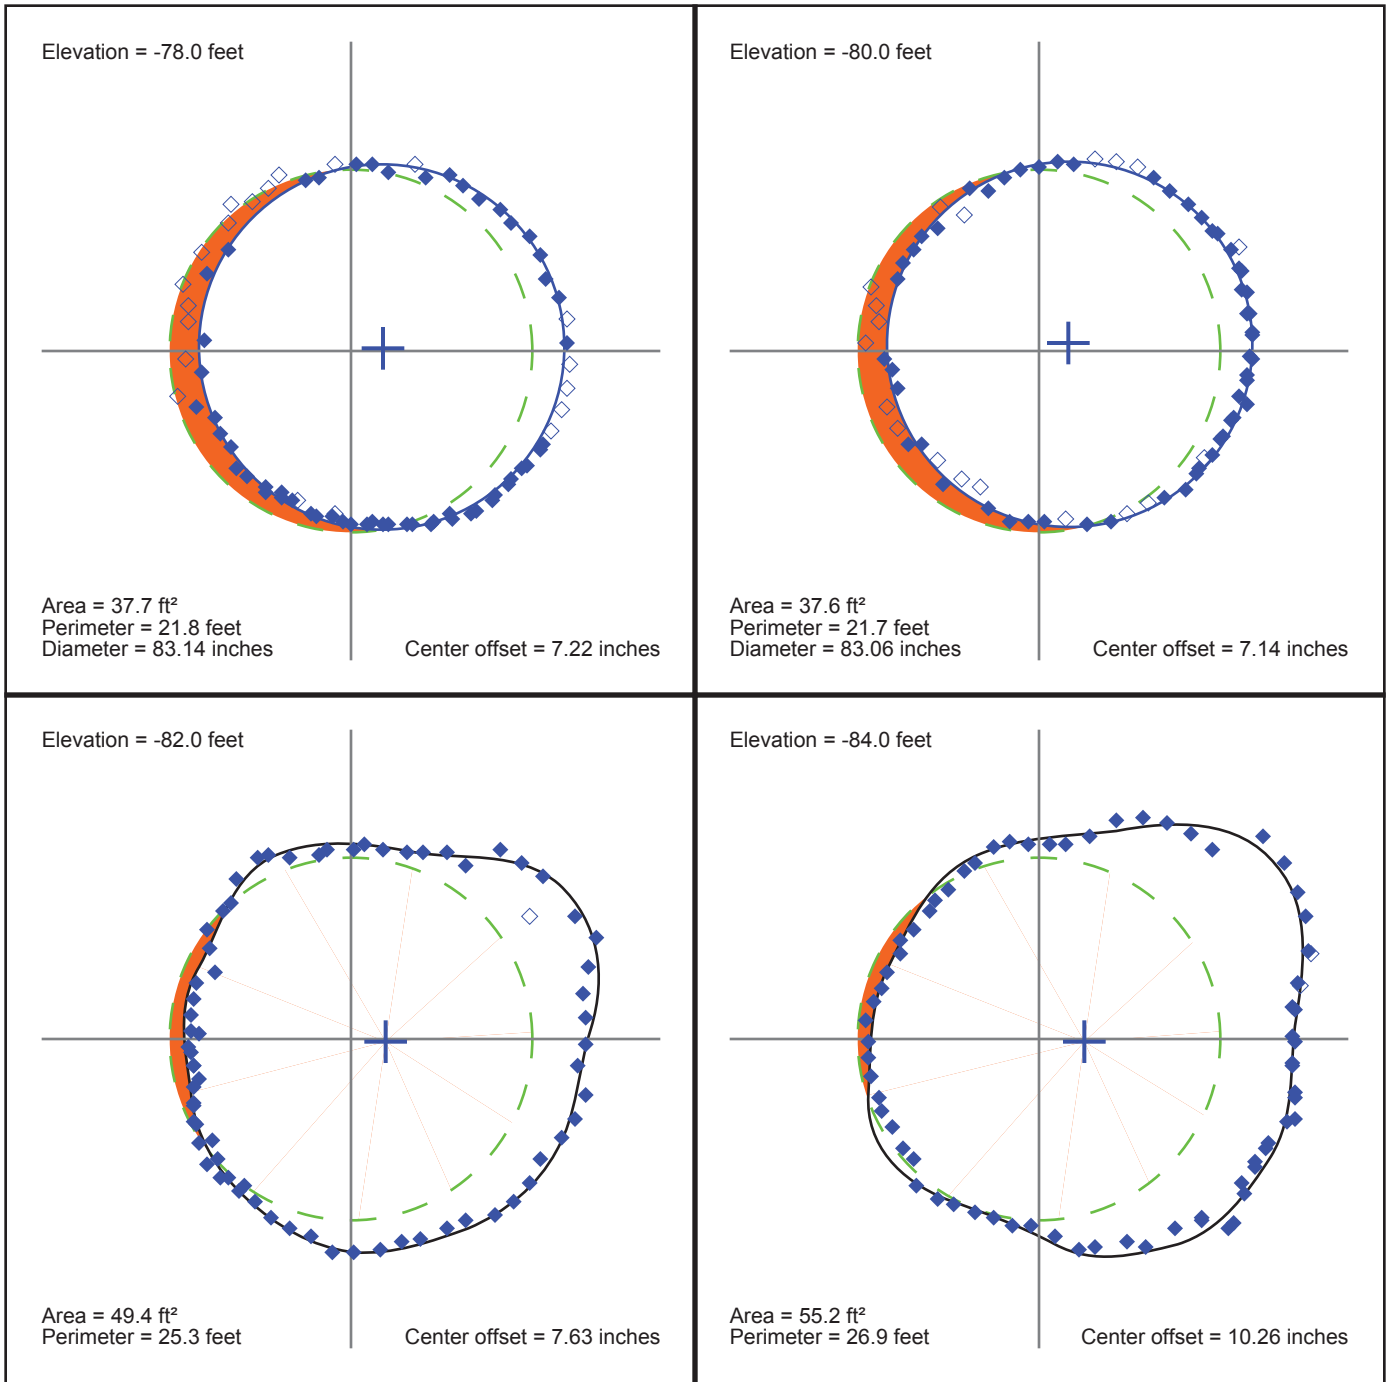 Elevation = -78.0 feet
Area = 37.7 ft²
Perimeter = 21.8 feet
Diameter = 83.14 inches
Center offset = 7.22 inches
Elevation = -80.0 feet
Area = 37.6 ft²
Perimeter = 21.7 feet
Diameter = 83.06 inches
Center offset = 7.14 inches
Elevation = -82.0 feet
Area = 49.4 ft²
Perimeter = 25.3 feet
Center offset = 7.63 inches
Elevation = -84.0 feet
Area = 55.2 ft²
Perimeter = 26.9 feet
Center offset = 10.26 inches